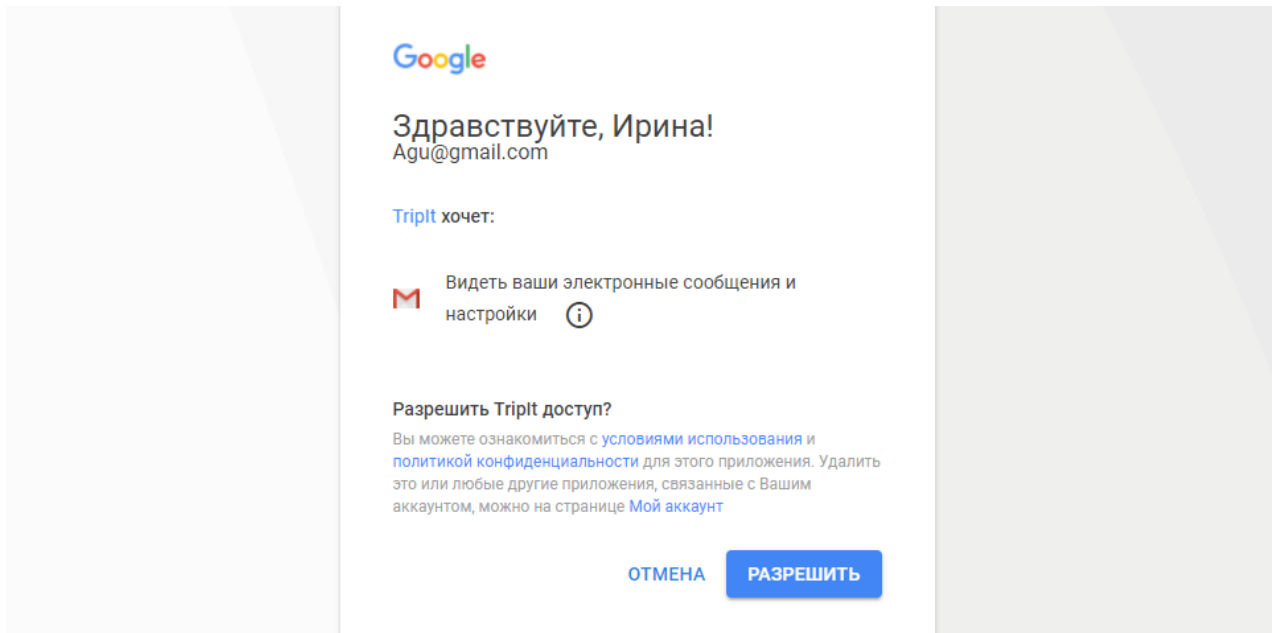 Google
Здравствуйте, Ирина!
Agu@gmail.com
TripIt хочет:
Видеть ваши электронные сообщения и
настройки
Разрешить TripIt доступ?
Вы можете ознакомиться с условиями использования и
политикой конфиденциальности для этого приложения. Удалить
это или любые другие приложения, связанные с Вашим
аккаунтом, можно на странице Мой аккаунт
ОТМЕНА РАЗРЕШИТЬ